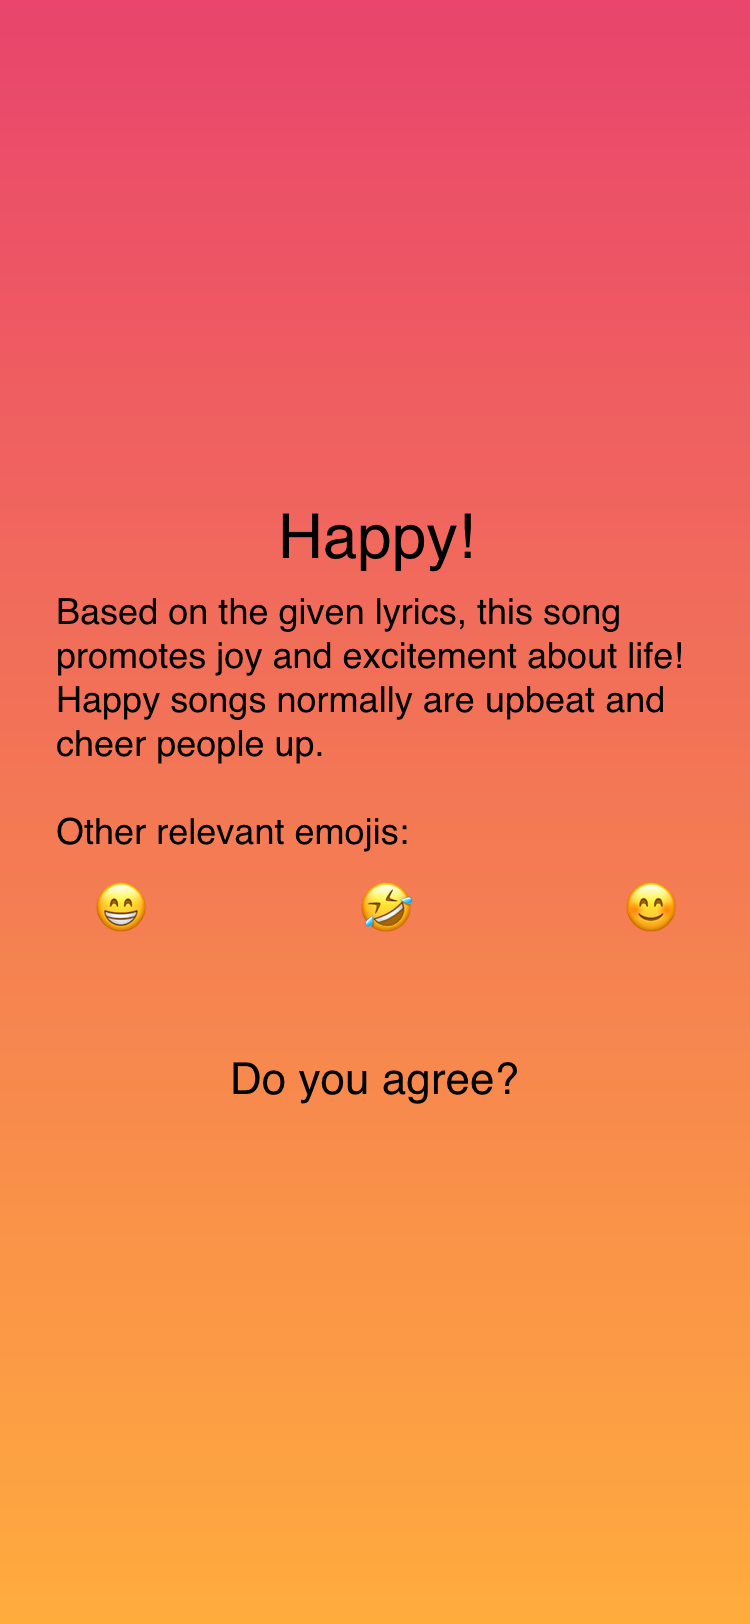 Happy!
Based on the given lyrics, this song
promotes joy and excitement about life!
Happy songs normally are upbeat and
cheer people up.
Other relevant emojis:
😁 🤣 😊
Do you agree?